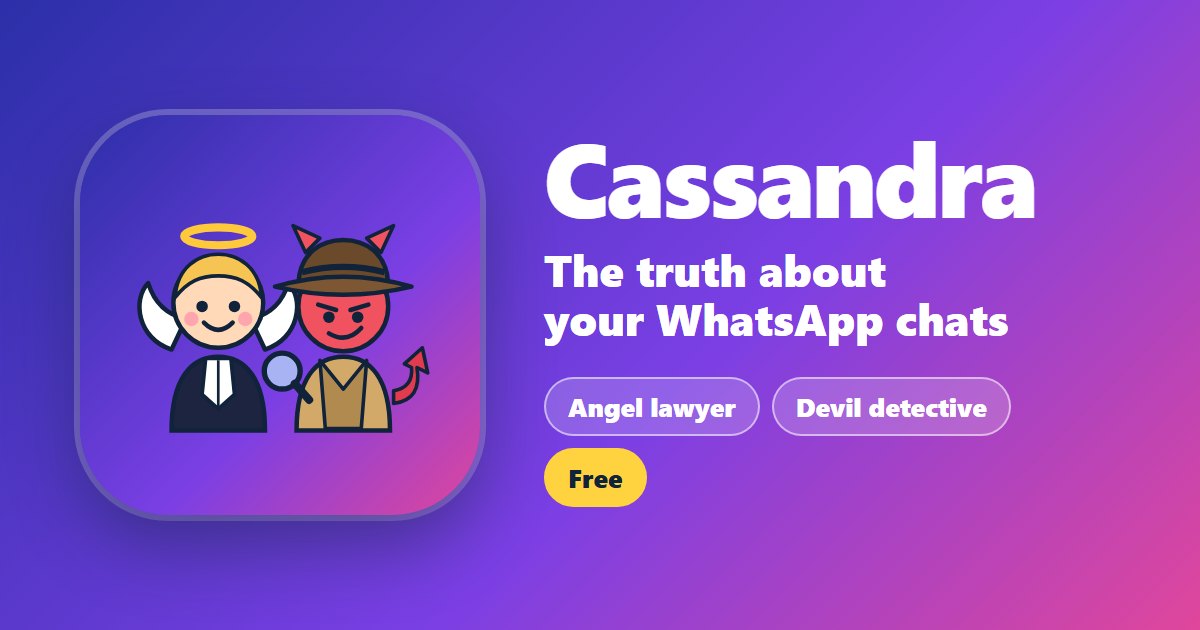 Cassandra
The truth about
your WhatsApp chats
Angel lawyer
Devil detective
Free